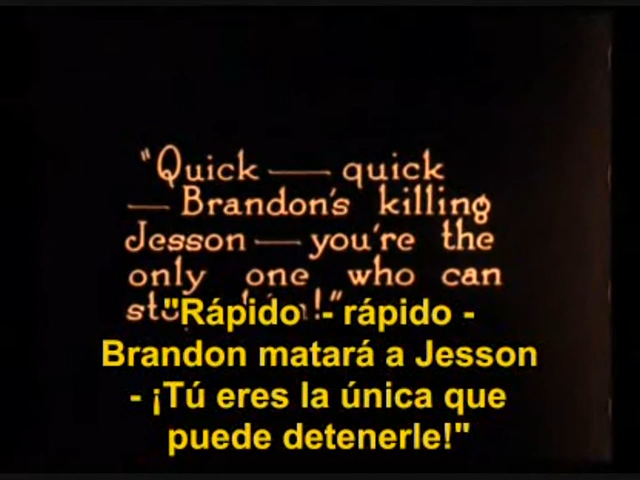 "Quick — quick
— Brandon's killing
Jesson — you're the
only one who can
!"
"Rápido - rápido -
Brandon matará a Jesson
- ¡Tú eres la única que
puede detenerle!"